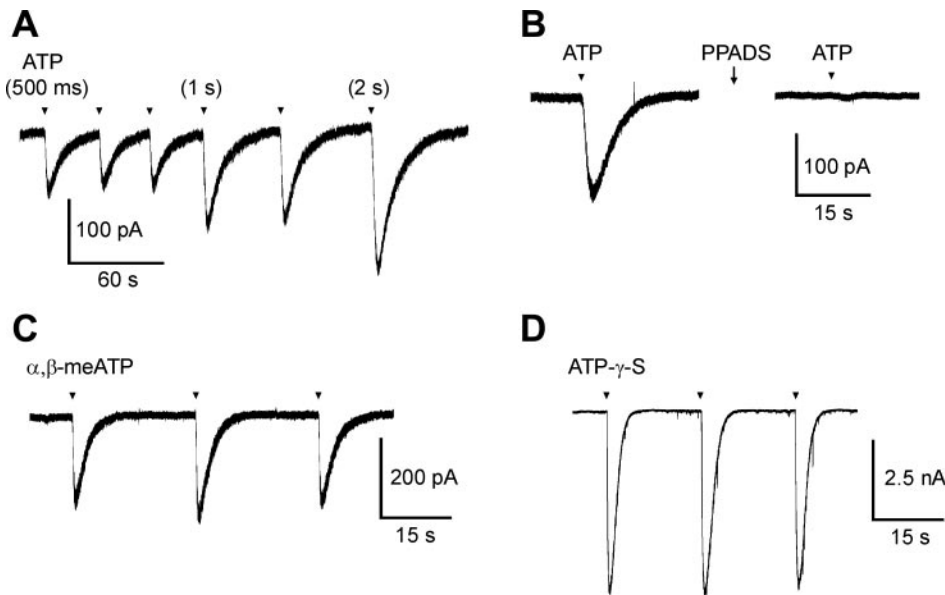 A
ATP
(500 ms)
(1 s)
(2 s)
100 pA
60 s
B
ATP
PPADS
ATP
100 pA
15 s
C
α,β-meATP
200 pA
15 s
D
ATP-γ-S
2.5 nA
15 s